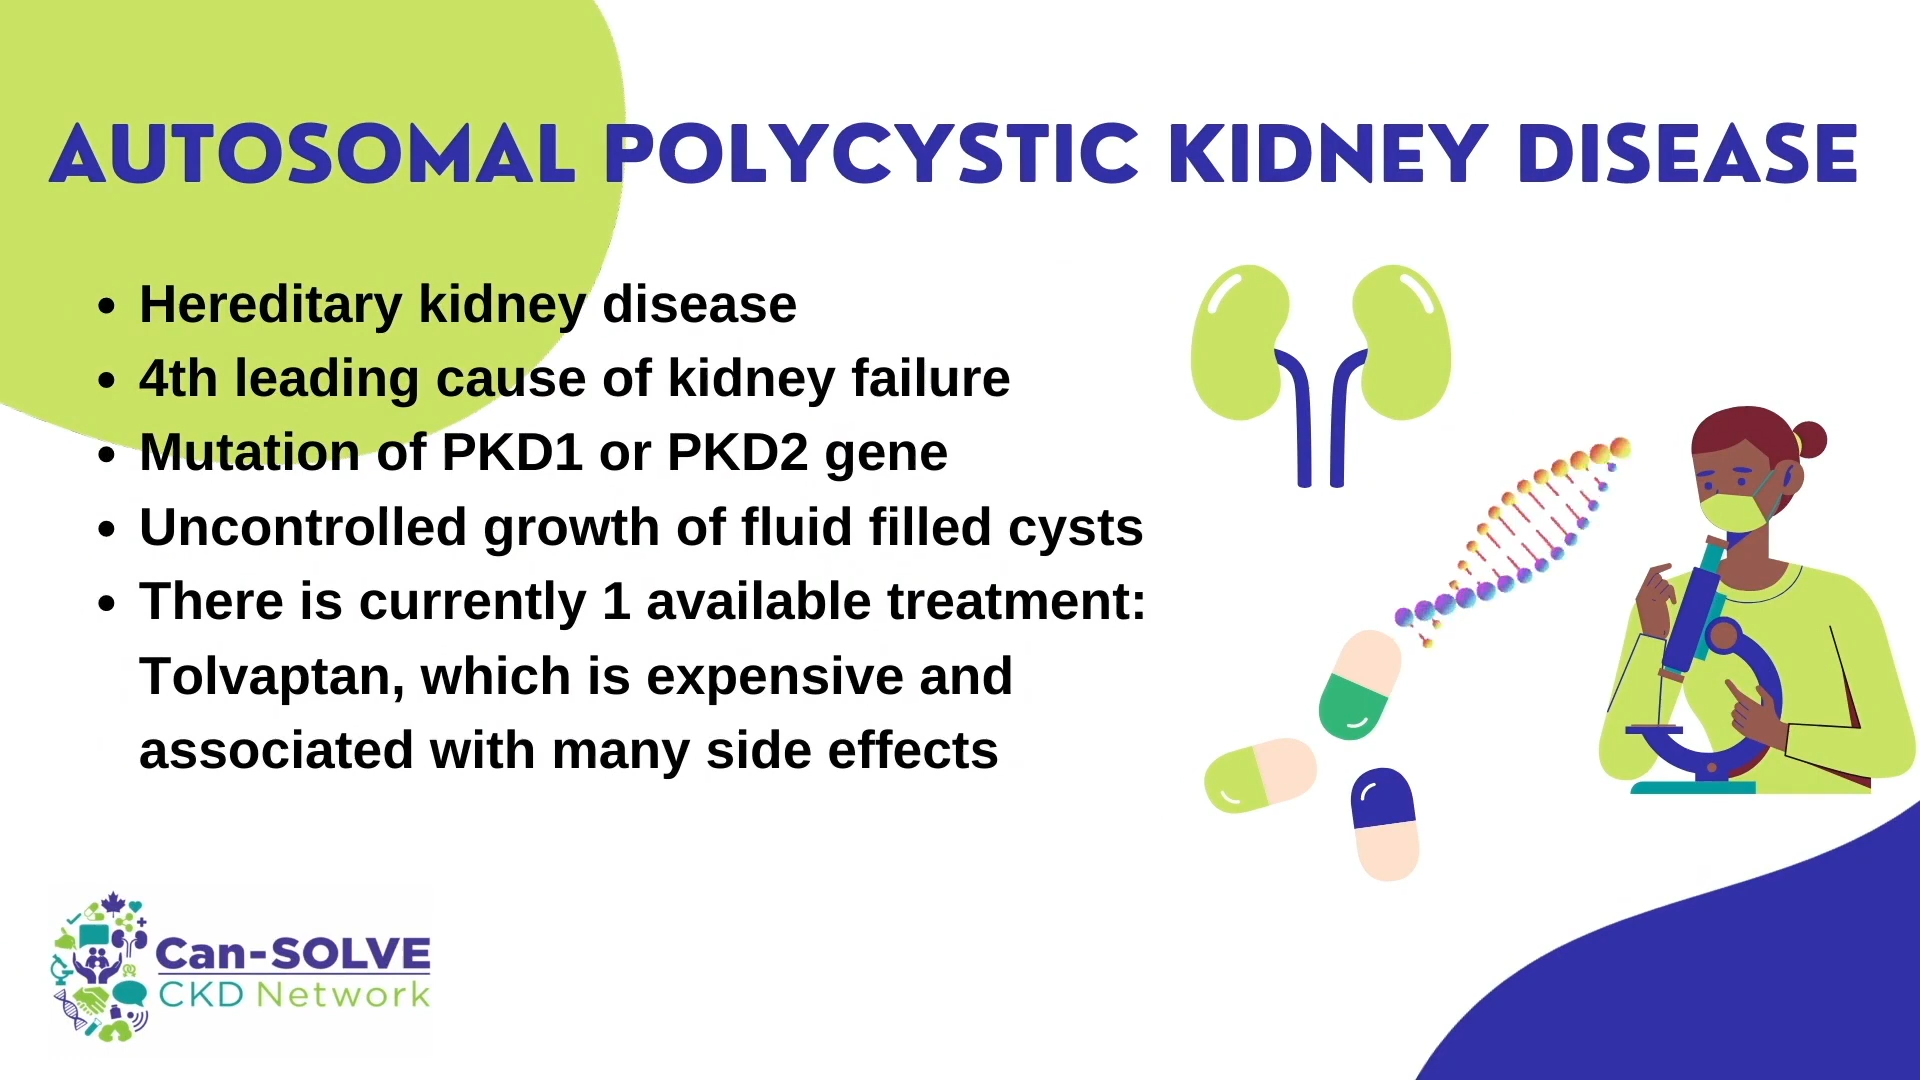 AUTOSOMAL POLYCYSTIC KIDNEY DISEASE
• Hereditary kidney disease
• 4th leading cause of kidney failure
• Mutation of PKD1 or PKD2 gene
• Uncontrolled growth of fluid filled cysts
• There is currently 1 available treatment:
Tolvaptan, which is expensive and
associated with many side effects
Can-SOLVE
CKD Network